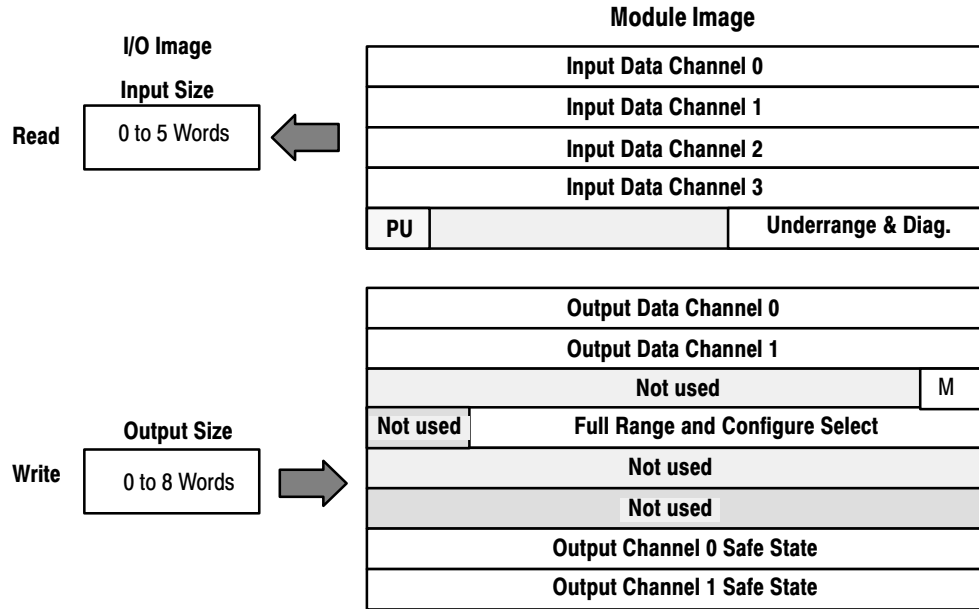 Module Image
I/O Image
Input Size
Read
0 to 5 Words
Input Data Channel 0
Input Data Channel 1
Input Data Channel 2
Input Data Channel 3
PU
Underrange & Diag.
Output Data Channel 0
Output Data Channel 1
Not used
M
Output Size
Write
0 to 8 Words
Not used
Full Range and Configure Select
Not used
Not used
Output Channel 0 Safe State
Output Channel 1 Safe State